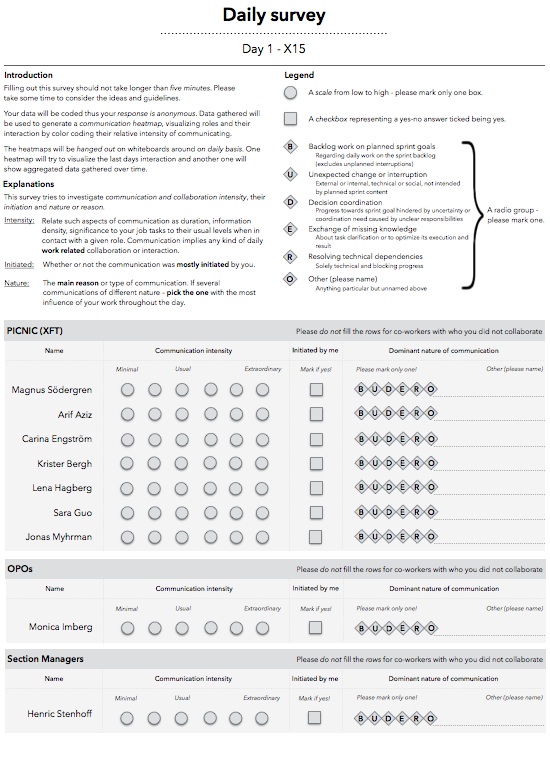 Daily survey
Day 1 - X15
Introduction
Filling out this survey should not take longer than five minutes. Please
take some time to consider the ideas and guidelines.
Your data will be coded thus your response is anonymous. Data gathered will
be used to generate a communication heatmap, visualizing roles and their
interaction by color coding their relative intensity of communicating.
The heatmaps will be hanged out on whiteboards around on daily basis. One
heatmap will try to visualize the last days interaction and another one will
show aggregated data by overall time.
Explanations
This survey tries to investigate communication and collaboration intensity, their
initiation and nature or reason.
Intensity: Relate such aspects of communication as duration, information
density, significance to your job tasks to their usual levels when in
contact with a given role. Communication implies any kind of daily
work related collaboration or interaction.
Initiated: Whether or not the communication was mostly initiated by you.
Nature: The main reason or type of communication. If several
communications of different nature - pick the one with the most
influence of your work throughout the day.
Legend
A scale from low to high - please mark only one box.
A checkbox representing a yes-no answer ticked being yes.
B Backlog work on planned sprint goals
Regarding daily work on the sprint backlog
(excludes unplanned interruptions)
U Unexpected change or interruption
External or internal, technical or social, not intended
by planned sprint content
D Decision coordination
Progress towards sprint goal hindered by uncertainty or
coordination need caused by unclear responsibilities
E Exchange of missing knowledge
About task clarification or to optimize its execution and
result
R Resolving technical dependencies
Solely technical and blocking progress
O Other (please name)
Anything particular but unnamed above
A radio group -
please mark one.
PICNIC (XFT) Please do not fill the rows for co-workers with who you did not collaborate
Name Communication intensity Initiated by me Dominant nature of communication
Minimal Usual Extraordinary Mark if yes! Please mark only one! Other (please name)
Magnus Södergren B U D E R O
Arif Aziz B U D E R O
Carina Engström B U D E R O
Krister Bergh B U D E R O
Lena Hagberg B U D E R O
Sara Guo B U D E R O
Jonas Myhrman B U D E R O
OPOs Please do not fill the rows for co-workers with who you did not collaborate
Name Communication intensity Initiated by me Dominant nature of communication
Minimal Usual Extraordinary Mark if yes! Please mark only one! Other (please name)
Monica Imberg B U D E R O
Section Managers Please do not fill the rows for co-workers with who you did not collaborate
Name Communication intensity Initiated by me Dominant nature of communication
Minimal Usual Extraordinary Mark if yes! Please mark only one! Other (please name)
Henric Stenhoff B U D E R O